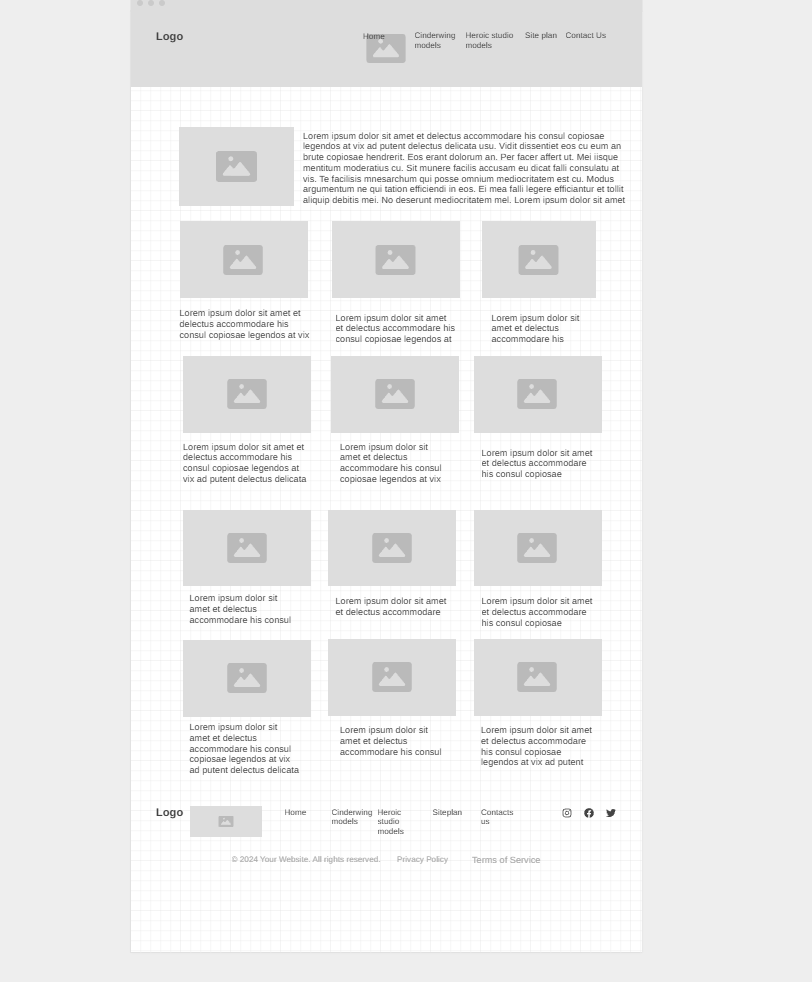 Logo
Home
Cinderwing
models
Heroic studio
models
Site plan
Contact Us
Lorem ipsum dolor sit amet et delectus accommodare his consul copiosae
legendos at vix ad putent delectus delicata usu. Vidit dissentiet eos cu eum an
brute copiosae hendrerit. Eos erant dolorum an. Per facer affert ut. Mei iisque
mentitum moderatius cu. Sit munere facilis accusam eu dicat falli consulatu at
vis. Te facilisis mnesarchum qui posse omnium mediocritatem est cu. Modus
argumentum ne qui tation efficiendi in eos. Ei mea falli legere efficiantur et tollit
aliquip debitis mei. No deserunt mediocritatem mel. Lorem ipsum dolor sit amet
Lorem ipsum dolor sit amet et
delectus accommodare his
consul copiosae legendos at vix
Lorem ipsum dolor sit amet
et delectus accommodare his
consul copiosae legendos at
Lorem ipsum dolor sit
amet et delectus
accommodare his
Lorem ipsum dolor sit amet et
delectus accommodare his
consul copiosae legendos at
vix ad putent delectus delicata
Lorem ipsum dolor sit
amet et delectus
accommodare his consul
copiosae legendos at vix
Lorem ipsum dolor sit amet
et delectus accommodare
his consul copiosae
Lorem ipsum dolor sit
amet et delectus
accommodare his consul
Lorem ipsum dolor sit amet
et delectus accommodare
Lorem ipsum dolor sit amet
et delectus accommodare
his consul copiosae
Lorem ipsum dolor sit
amet et delectus
accommodare his consul
copiosae legendos at vix
ad putent delectus delicata
Lorem ipsum dolor sit
amet et delectus
accommodare his consul
Lorem ipsum dolor sit amet
et delectus accommodare
his consul copiosae
legendos at vix ad putent
Logo
Home
Cinderwing
models
Heroic
studio
models
Siteplan
Contacts
us
© 2024 Your Website. All rights reserved.
Privacy Policy
Terms of Service